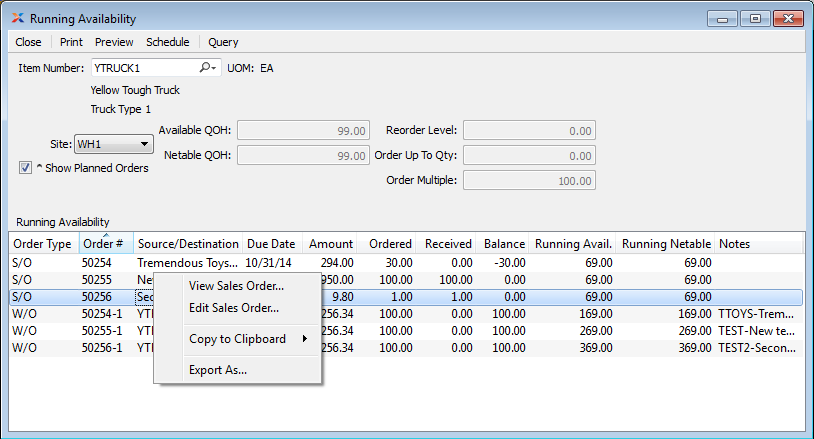 Running Availability
Close Print Preview Schedule Query
Item Number: YTRUCK1 UOM: EA
Yellow Tough Truck
Truck Type 1
Available QOH: 99.00 Reorder Level: 0.00
Site: WH1
Netable QOH: 99.00 Order Up To Qty: 0.00
^ Show Planned Orders
Order Multiple: 100.00
Running Availability
Order Type Order # Source/Destination Due Date Amount Ordered Received Balance Running Avail. Running Netable Notes
S/O 50254 Tremendous Toys... 10/31/14 294.00 30.00 0.00 -30.00 69.00 69.00
S/O 50255 950.00 100.00 100.00 0.00 69.00 69.00
S/O 50256 9.80 1.00 1.00 0.00 69.00 69.00
W/O 50254-1 256.34 100.00 0.00 100.00 169.00 169.00 TTOYS-Trem...
W/O 50255-1 256.34 100.00 0.00 100.00 269.00 269.00 TEST-New te...
W/O 50256-1 256.34 100.00 0.00 100.00 369.00 369.00 TEST2-Secon...
View Sales Order...
Edit Sales Order...
Copy to Clipboard
Export As...